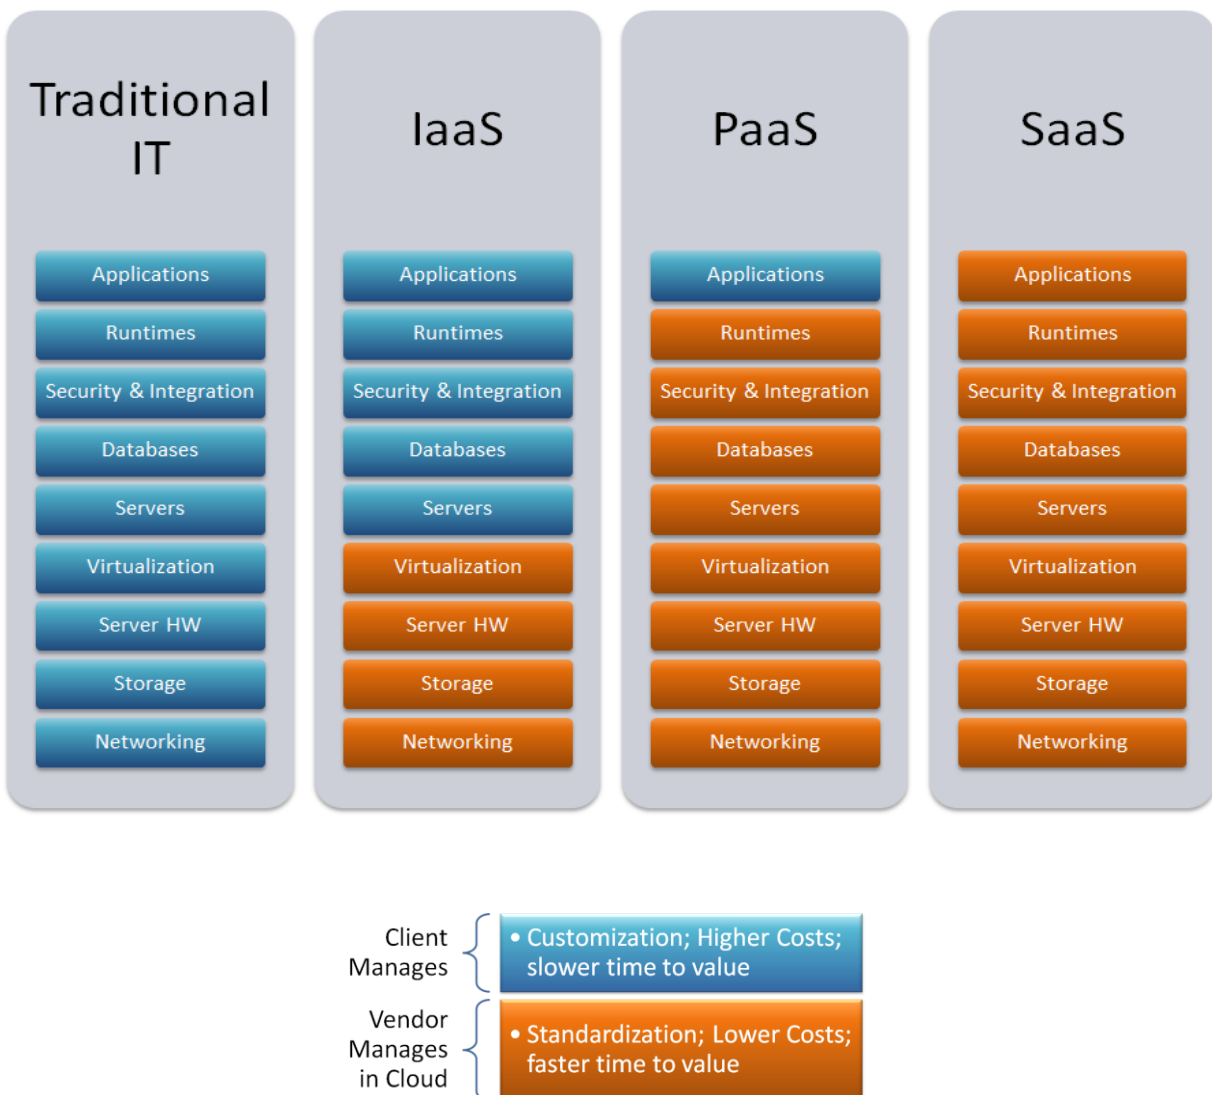 Traditional
IT
Applications
Runtimes
Security & Integration
Databases
Servers
Virtualization
Server HW
Storage
Networking
IaaS
Applications
Runtimes
Security & Integration
Databases
Servers
Virtualization
Server HW
Storage
Networking
PaaS
Applications
Runtimes
Security & Integration
Databases
Servers
Virtualization
Server HW
Storage
Networking
SaaS
Applications
Runtimes
Security & Integration
Databases
Servers
Virtualization
Server HW
Storage
Networking
Client
Manages
• Customization; Higher Costs;
slower time to value
Vendor
Manages
in Cloud
• Standardization; Lower Costs;
faster time to value